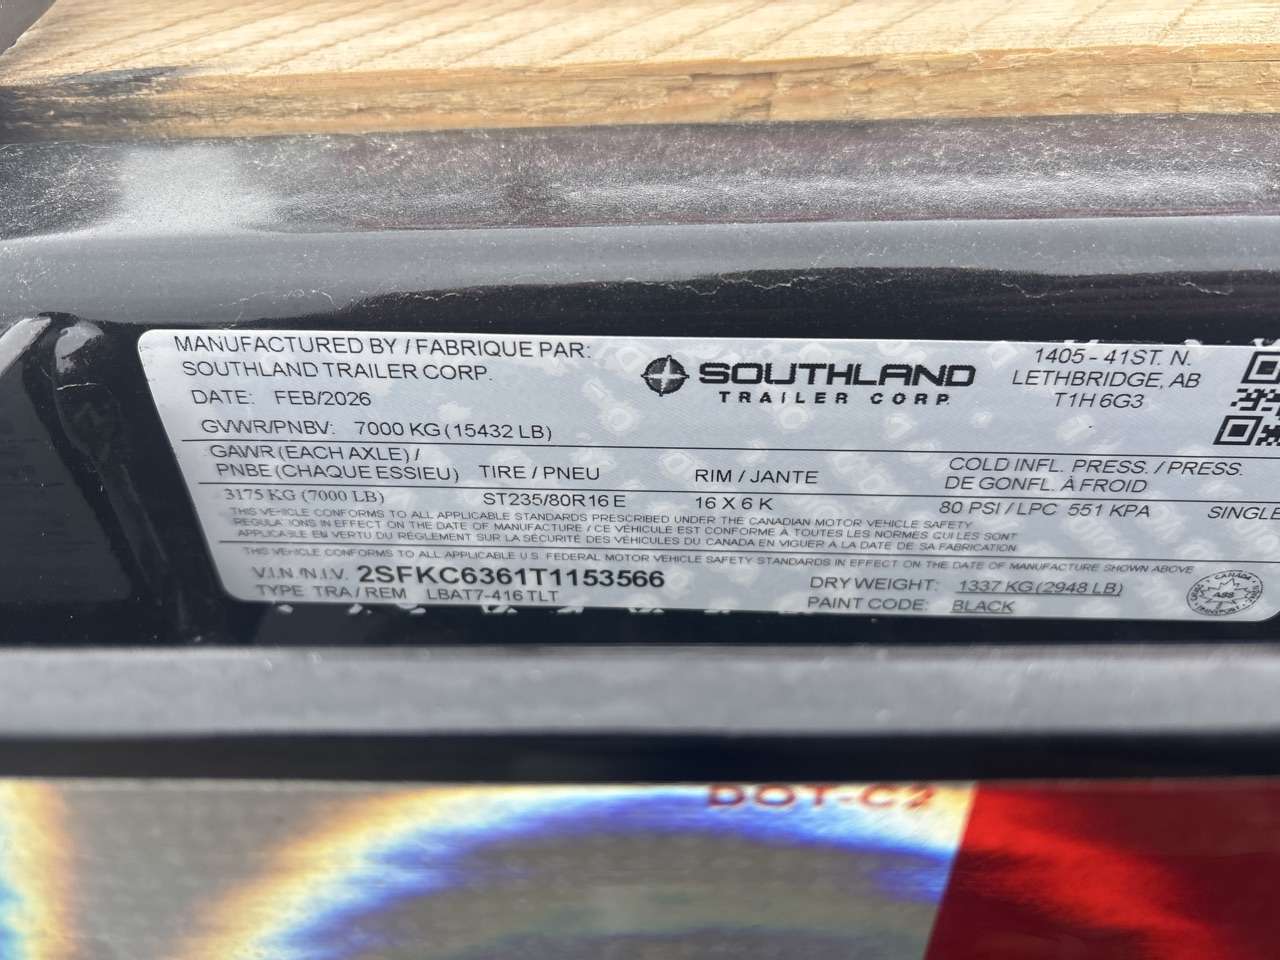 MANUFACTURED BY / FABRIQUE PAR:
SOUTHLAND TRAILER CORP.
DATE: FEB/2026
GVWR/PNBV: 7000 KG (15432 LB)
SOUTHLAND
TRAILER CORP.
1405 - 41ST. N.
LETHBRIDGE, AB
T1H 6G3
GAWR (EACH AXLE) /
PNBE (CHAQUE ESSIEU) TIRE / PNEU RIM / JANTE
COLD INFL. PRESS. / PRESS.
DE GONFL. À FROID
3175 KG (7000 LB) ST235/80R16 E 16 X 6 K 80 PSI / LPC 551 KPA SINGLE
THIS VEHICLE CONFORMS TO ALL APPLICABLE STANDARDS PRESCRIBED UNDER THE CANADIAN MOTOR VEHICLE SAFETY
REGULATIONS IN EFFECT ON THE DATE OF MANUFACTURE / CE VÉHICULE EST CONFORME À TOUTES LES NORMES QUI LUI SONT
APPLICABLE EN VERTU DU RÈGLEMENT SUR LA SÉCURITÉ DES VÉHICULES DU CANADA EN VIGUER A LA DATE DE SA FABRICATION.
THIS VEHICLE CONFORMS TO ALL APPLICABLE U.S. FEDERAL MOTOR VEHICLE SAFETY STANDARDS IN EFFECT ON THE DATE OF MANUFACTURE SHOWN ABOVE
V.I.N./N.I.V. 2SFKC6361T1153566
TYPE TRA / REM LBAT7-416 TLT
DRY WEIGHT: 1337 KG (2948 LB)
PAINT CODE: BLACK
CANADA
ABS
TRANSPORT
DOT-C2